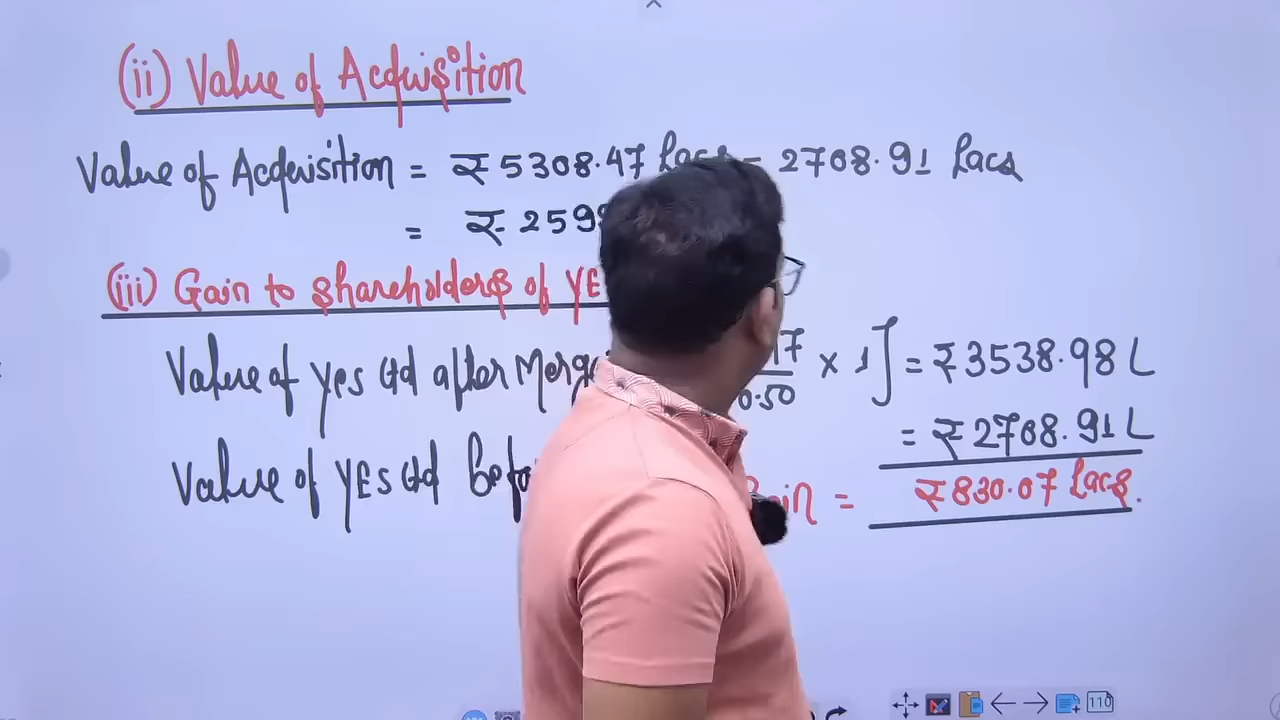 (ii) Value of Acquisition
Value of Acquisition = ₹ 5308.47 Lacs - 2708.91 Lacs
= ₹ 259
(iii) Gain to shareholders of YE
Value of Yes Ltd after Merge 17 × 1] = ₹3538.98 L
0.50
= ₹2708.91 L
Value of YES Ltd Befo
= ₹830.07 Lacs.
110